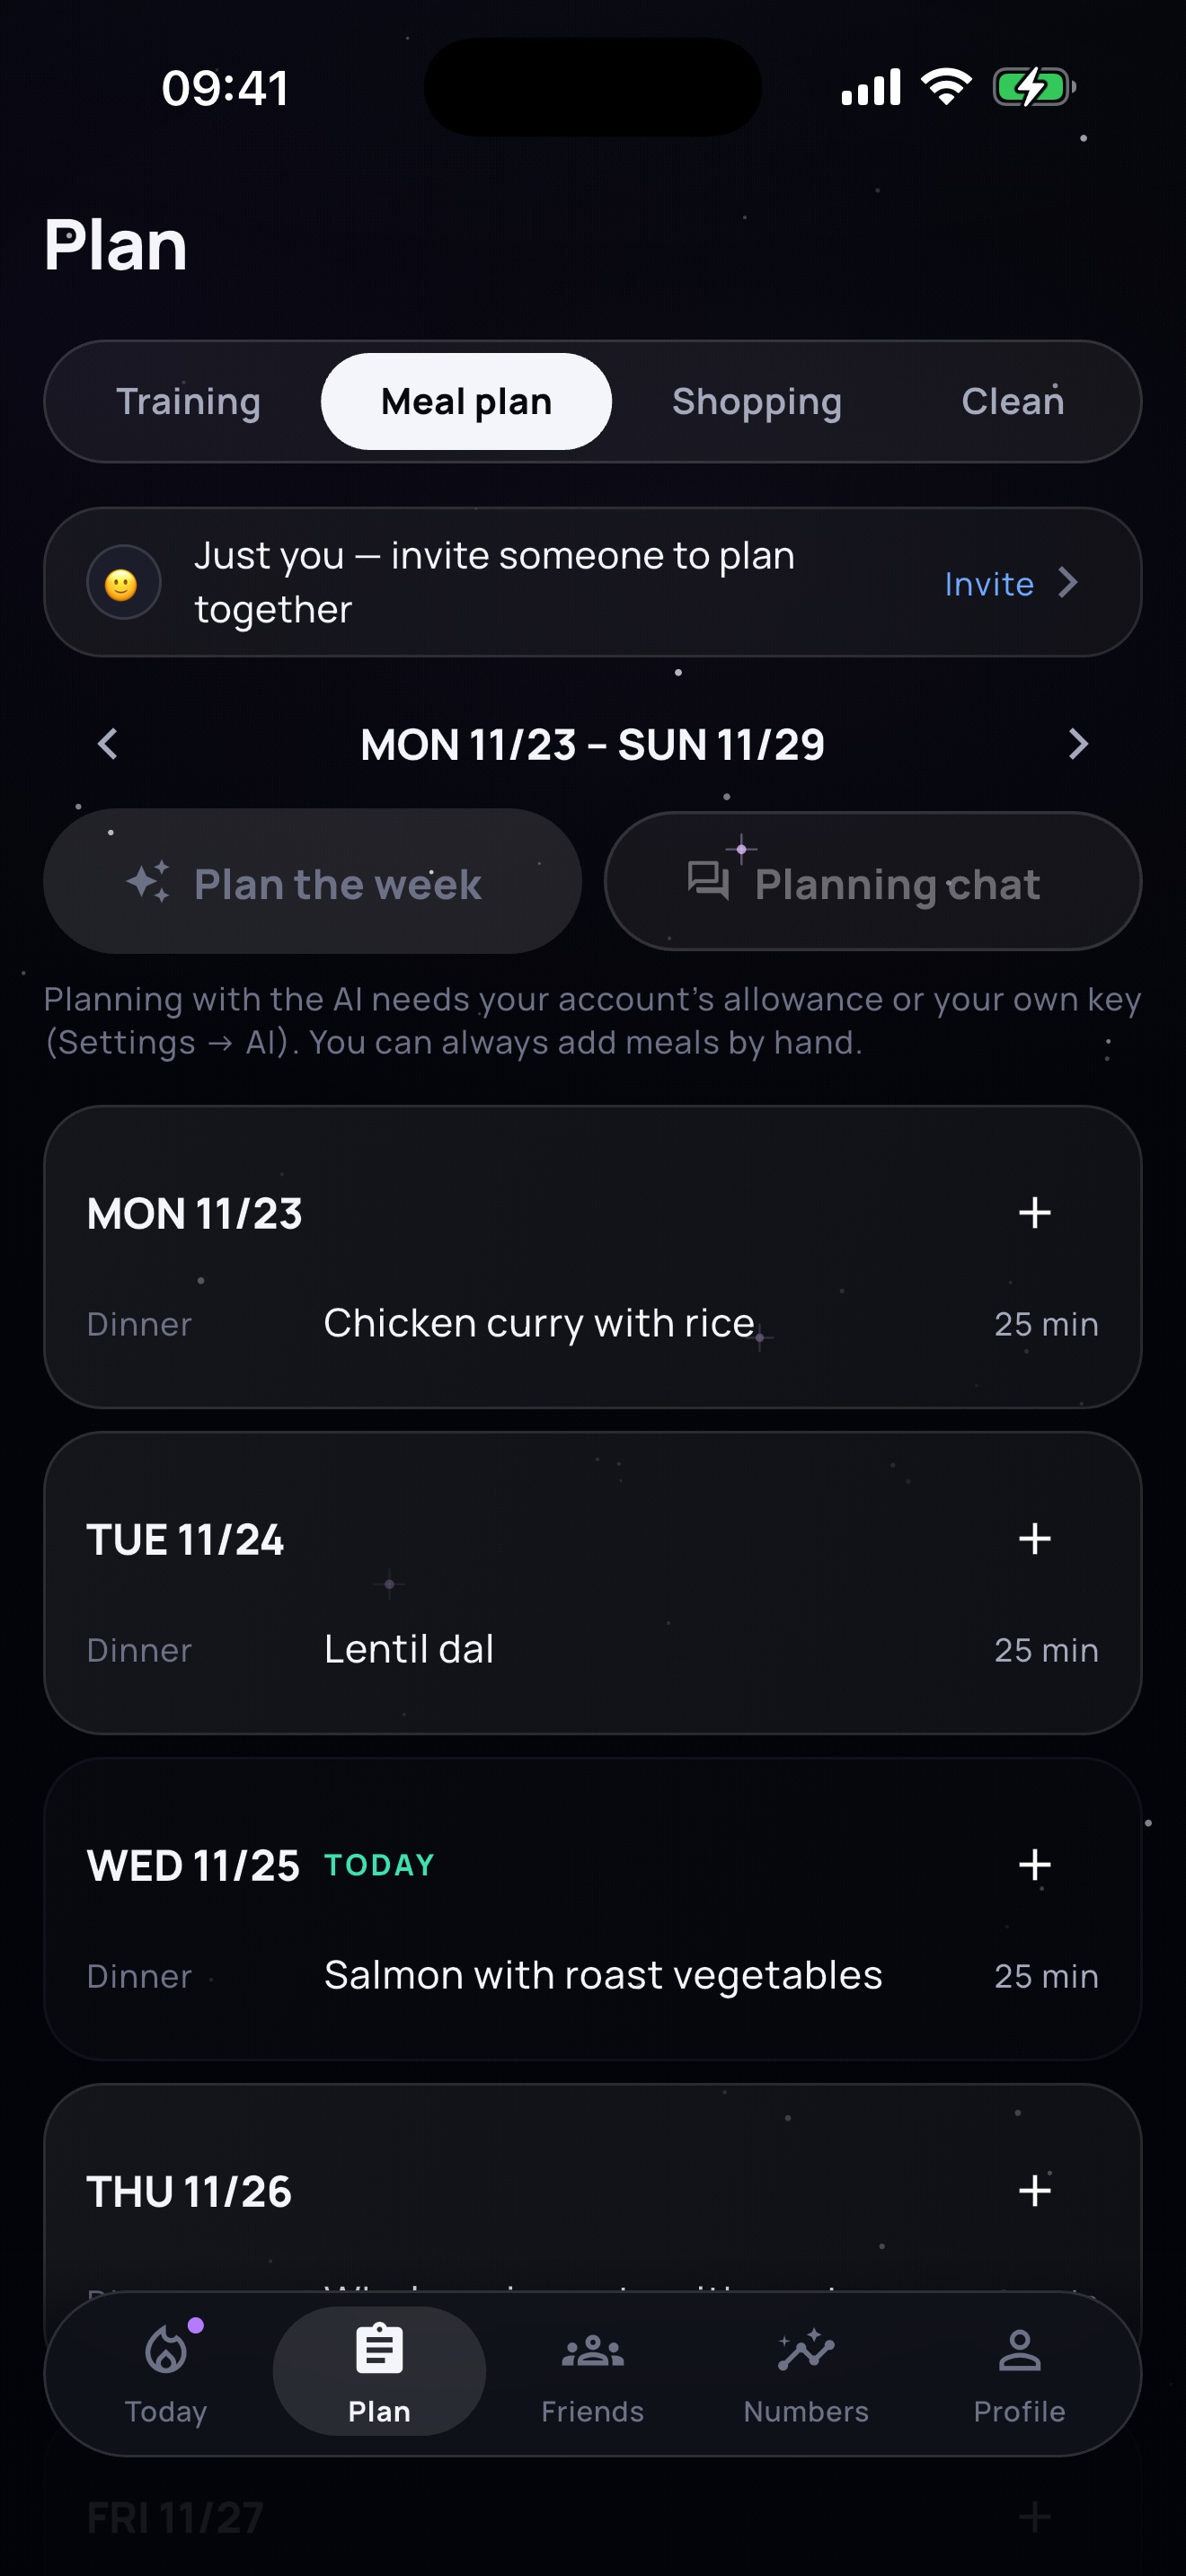 09:41
Plan
Training
Meal plan
Shopping
Clean
Just you — invite someone to plan
together
Invite
MON 11/23 – SUN 11/29
Plan the week
Planning chat
Planning with the AI needs your account's allowance or your own key
(Settings → AI). You can always add meals by hand.
MON 11/23
Dinner Chicken curry with rice 25 min
TUE 11/24
Dinner Lentil dal 25 min
WED 11/25 TODAY
Dinner Salmon with roast vegetables 25 min
THU 11/26
Today
Plan
Friends
Numbers
Profile
FRI 11/27